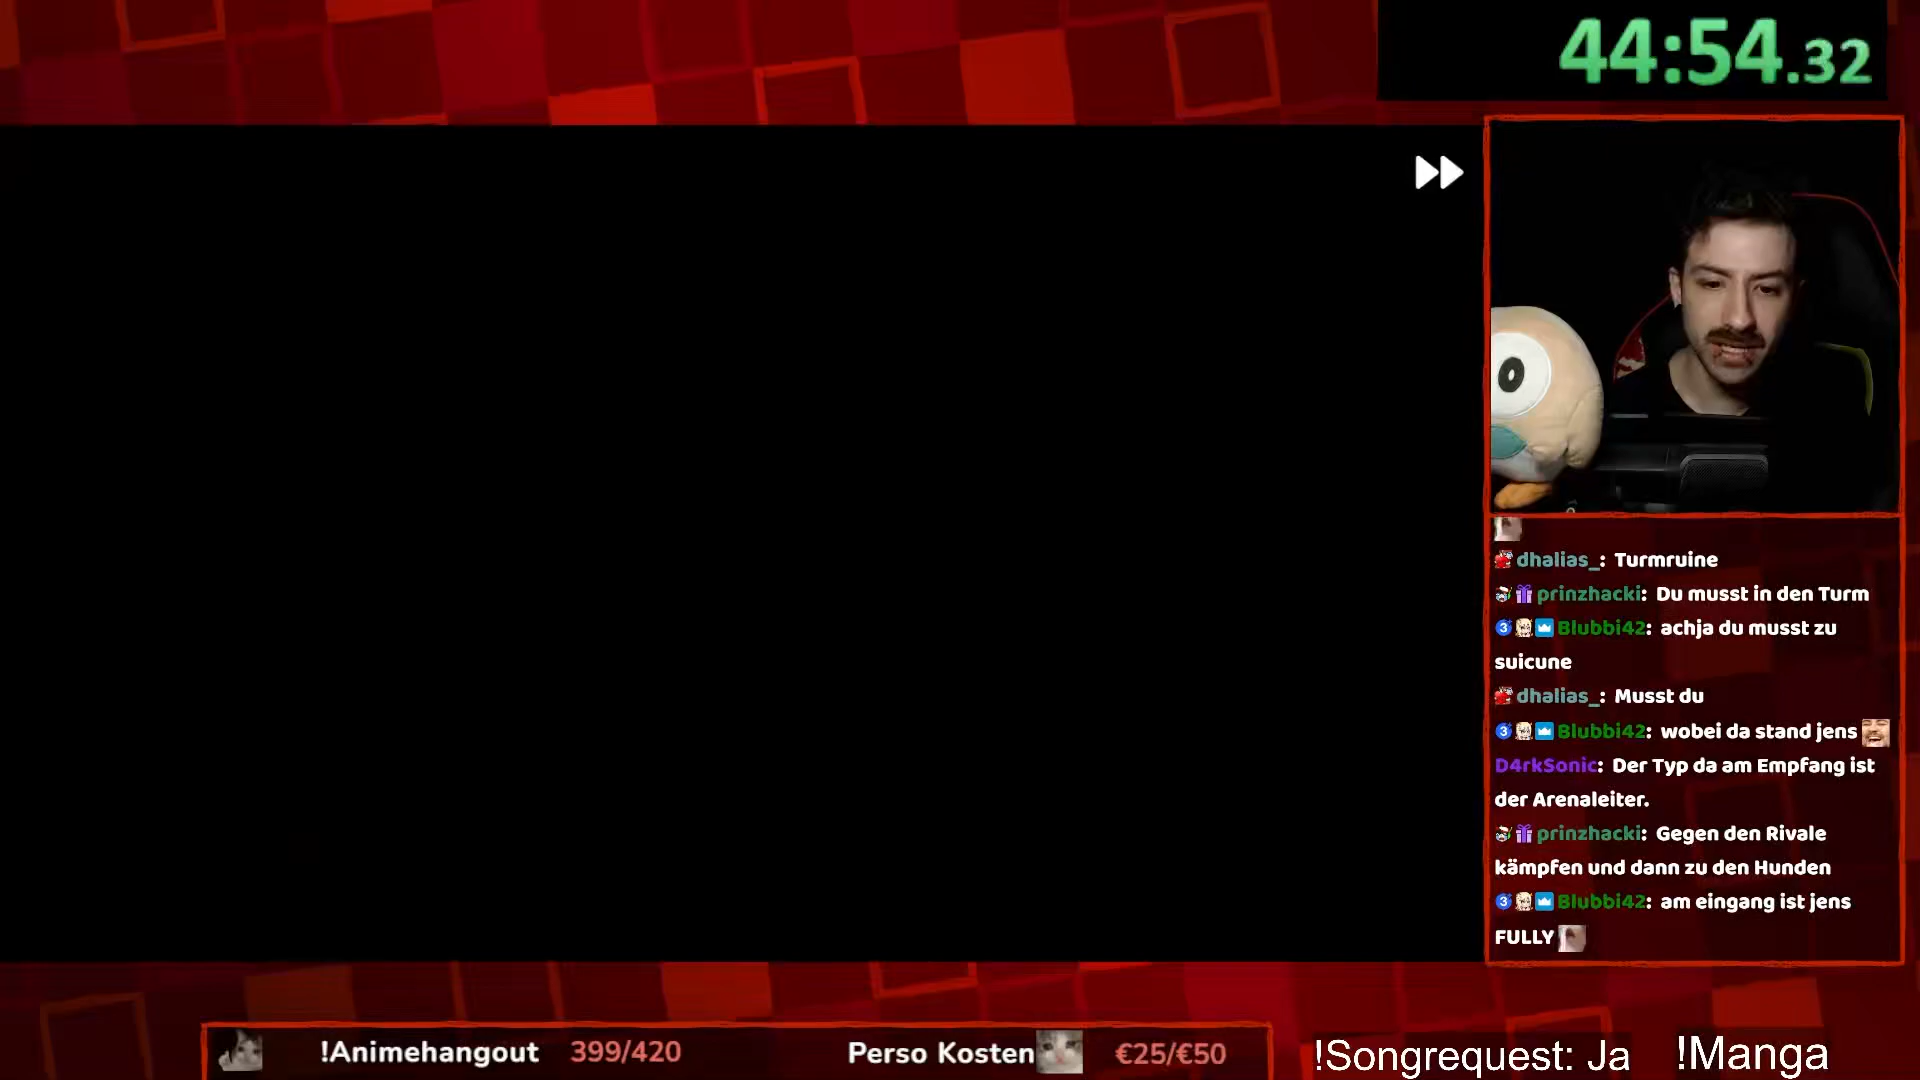 44:54.32
dhalias_: Turmruine
prinzhacki: Du musst in den Turm
3 Blubbi42: achja du musst zu
suicune
dhalias_: Musst du
3 Blubbi42: wobei da stand jens
D4rkSonic: Der Typ da am Empfang ist
der Arenaleiter.
prinzhacki: Gegen den Rivale
kämpfen und dann zu den Hunden
3 Blubbi42: am eingang ist jens
FULLY
!Animehangout 399/420 Perso Kosten €25/€50 !Songrequest: Ja !Manga